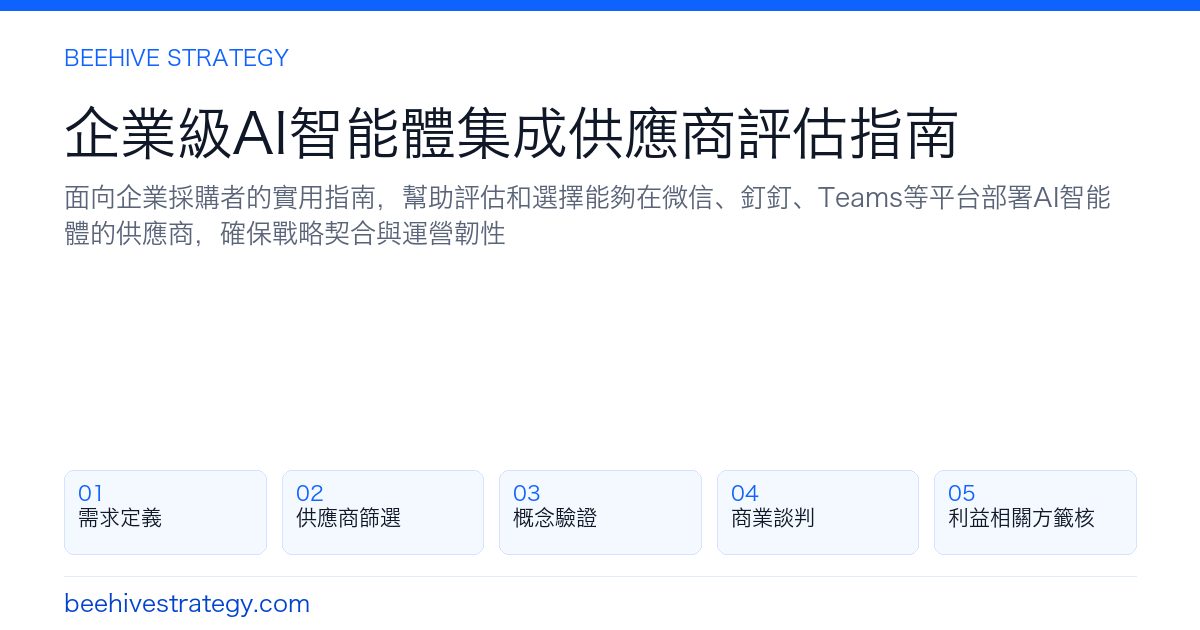 BEEHIVE STRATEGY
企業級AI智能體集成供應商評估指南
面向企業採購者的實用指南，幫助評估和選擇能夠在微信、釘釘、Teams等平台部署AI智能
體的供應商，確保戰略契合與運營韌性
01
需求定義
02
供應商篩選
03
概念驗證
04
商業談判
05
利益相關方籤核
beehivestrategy.com